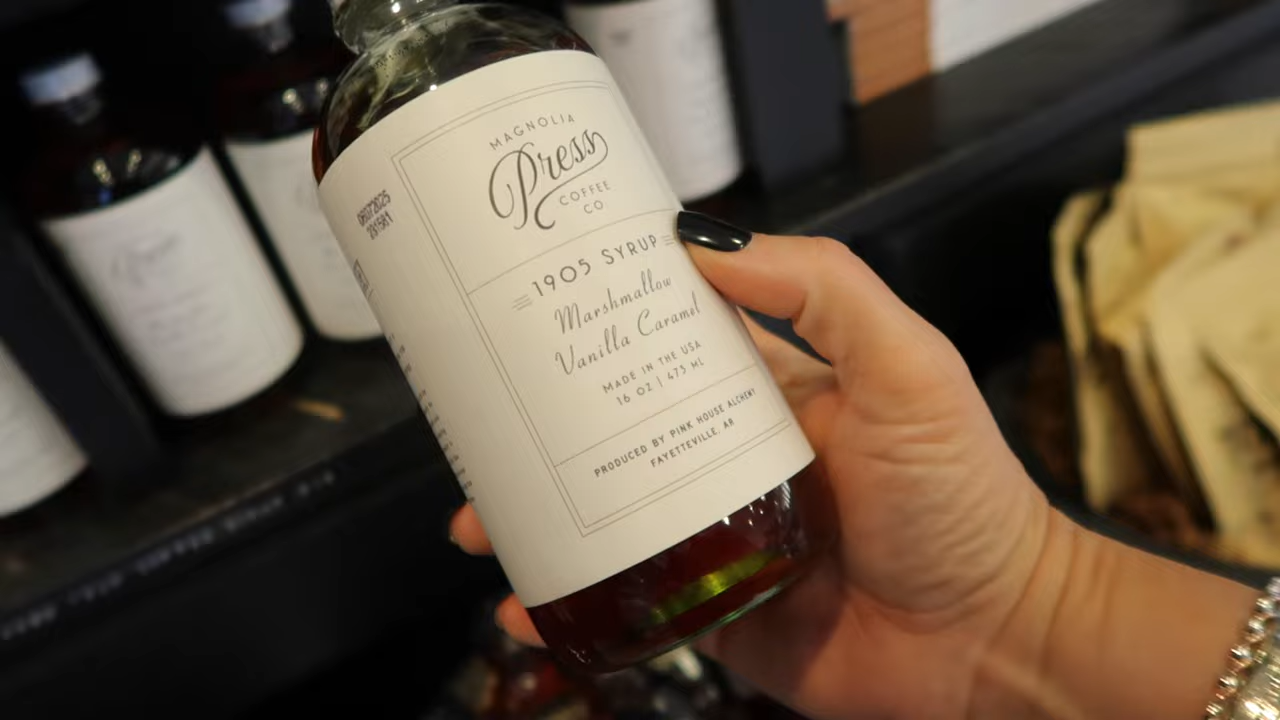 MAGNOLIA
Press
COFFEE
CO
1905 SYRUP
Marshmallow
Vanilla Caramel
MADE IN THE USA
16 OZ | 475 ML
PRODUCED BY PINK HOUSE ALCHEMY
FAYETTEVILLE, AR